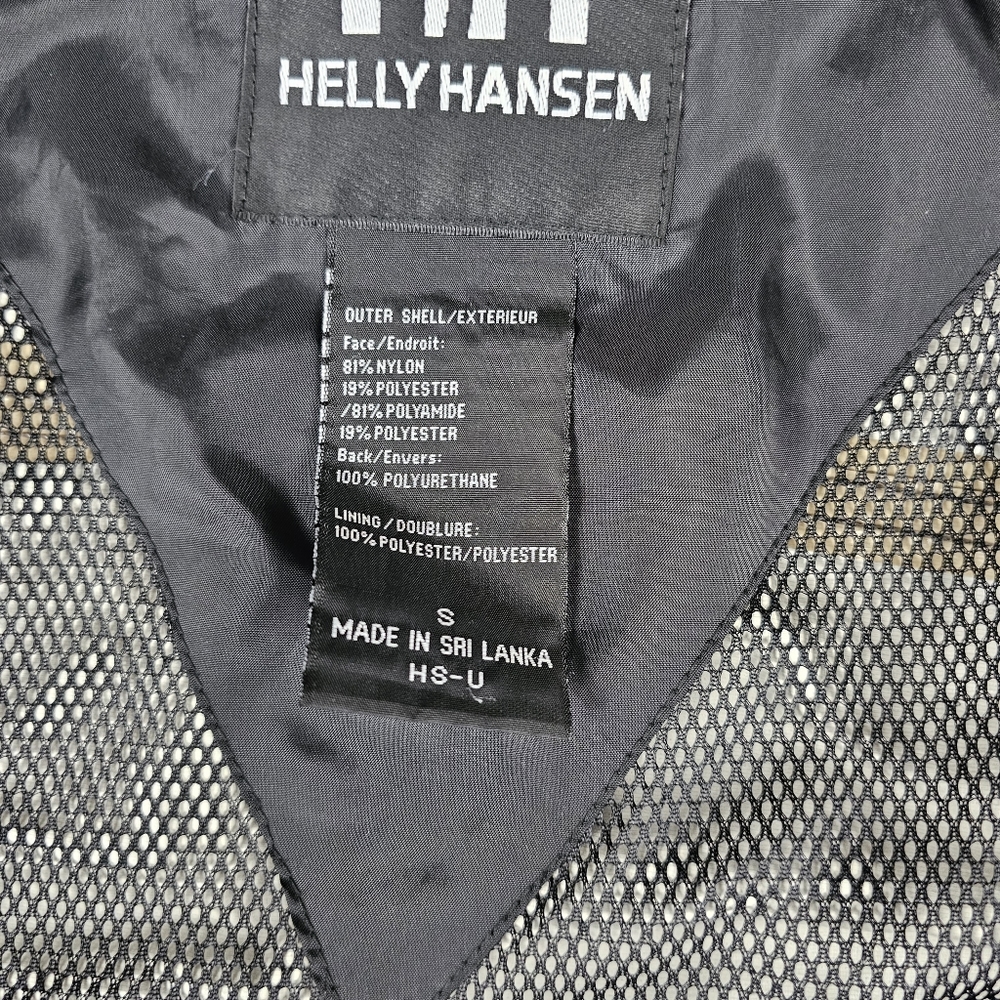 HELLY HANSEN
OUTER SHELL/EXTERIEUR
Face/Endroit:
81% NYLON
19% POLYESTER
/81% POLYAMIDE
19% POLYESTER
Back/Envers:
100% POLYURETHANE
LINING/DOUBLURE:
100% POLYESTER/POLYESTER
S
MADE IN SRI LANKA
HS-U